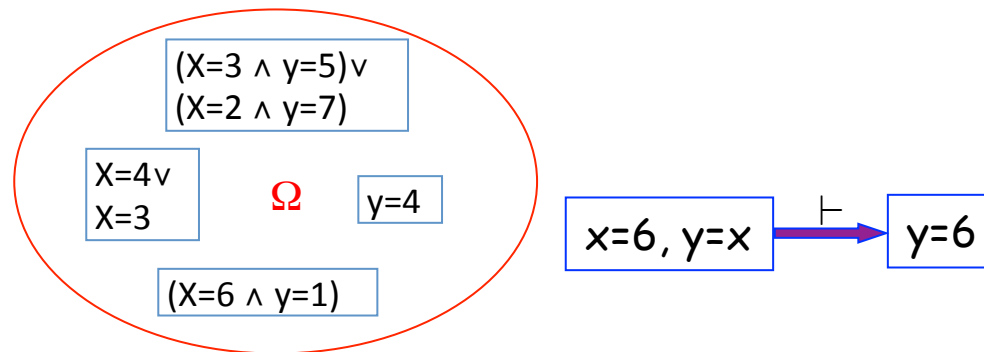 (X=3 ∧ y=5)∨
(X=2 ∧ y=7)
X=4∨
X=3
Ω
y=4
(X=6 ∧ y=1)
⊢
x=6, y=x
y=6